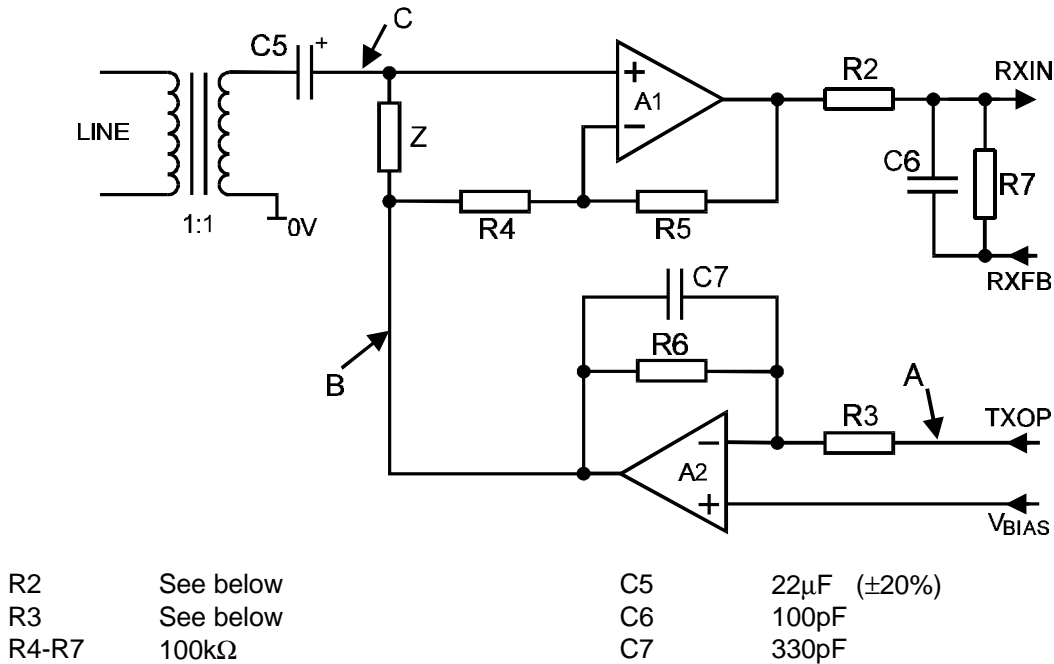 C
C5 +
R2 RXIN
LINE
Z
+
A1
−
C6
R7
R4
R5
1:1
0V
RXFB
C7
R6
B
A
R3
TXOP
−
A2
+
VBIAS
R2 See below C5 22µF (±20%)
R3 See below C6 100pF
R4-R7 100kΩ C7 330pF